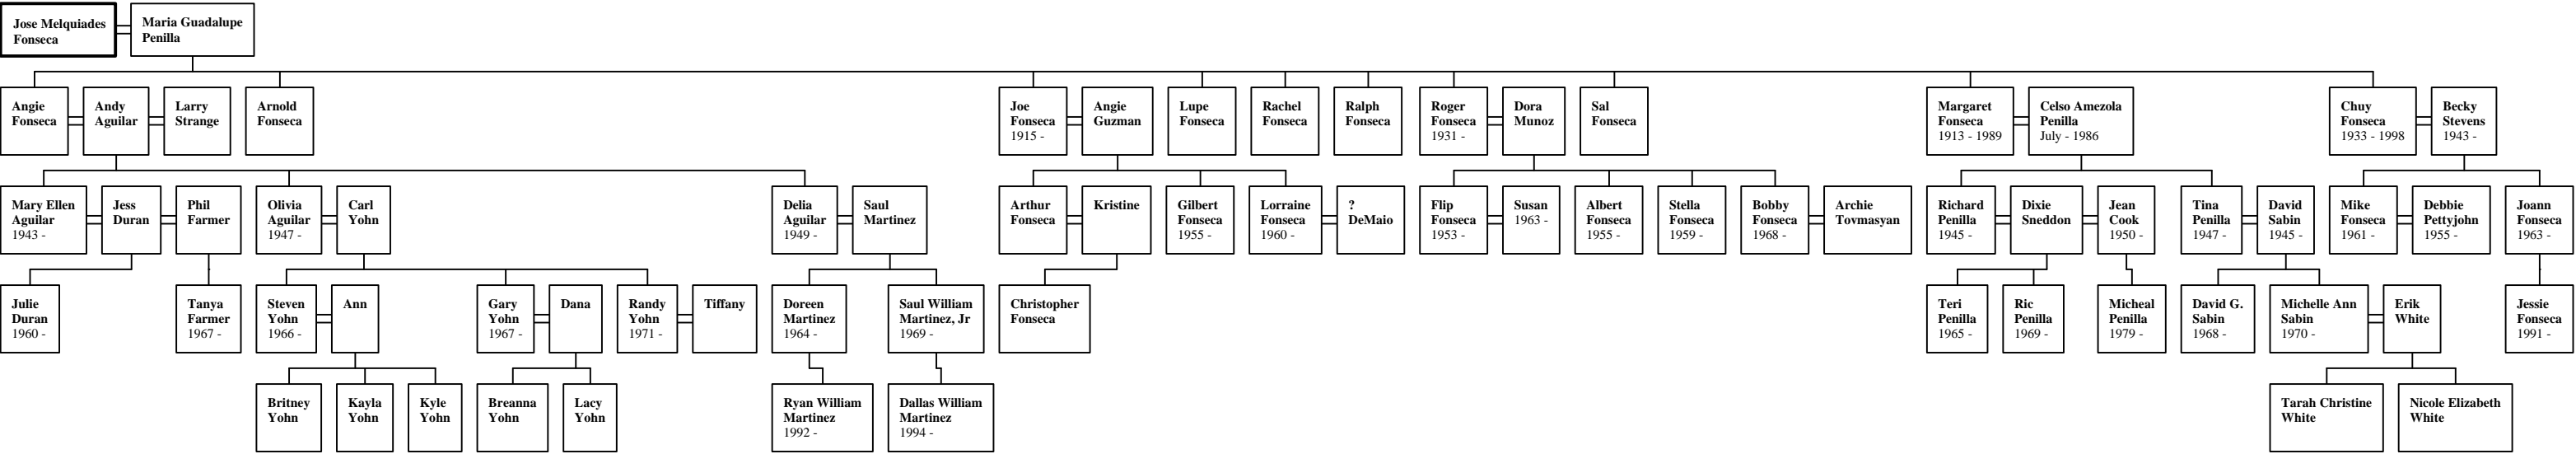 Jose Melquiades
Fonseca
Maria Guadalupe
Penilla
Angie
Fonseca
Andy
Aguilar
Larry
Strange
Arnold
Fonseca
Joe
Fonseca
1915 -
Angie
Guzman
Lupe
Fonseca
Rachel
Fonseca
Ralph
Fonseca
Roger
Fonseca
1931 -
Dora
Munoz
Sal
Fonseca
Margaret
Fonseca
1913 - 1989
Celso Amezola
Penilla
July - 1986
Chuy
Fonseca
1933 - 1998
Becky
Stevens
1943 -
Mary Ellen
Aguilar
1943 -
Jess
Duran
Phil
Farmer
Olivia
Aguilar
1947 -
Carl
Yohn
Delia
Aguilar
1949 -
Saul
Martinez
Arthur
Fonseca
Kristine
Gilbert
Fonseca
1955 -
Lorraine
Fonseca
1960 -
?
DeMaio
Flip
Fonseca
1953 -
Susan
1963 -
Albert
Fonseca
1955 -
Stella
Fonseca
1959 -
Bobby
Fonseca
1968 -
Archie
Tovmasyan
Richard
Penilla
1945 -
Dixie
Sneddon
Jean
Cook
1950 -
Tina
Penilla
1947 -
David
Sabin
1945 -
Mike
Fonseca
1961 -
Debbie
Pettyjohn
1955 -
Joann
Fonseca
1963 -
Julie
Duran
1960 -
Tanya
Farmer
1967 -
Steven
Yohn
1966 -
Ann
Gary
Yohn
1967 -
Dana
Randy
Yohn
1971 -
Tiffany
Doreen
Martinez
1964 -
Saul William
Martinez, Jr
1969 -
Christopher
Fonseca
Teri
Penilla
1965 -
Ric
Penilla
1969 -
Micheal
Penilla
1979 -
David G.
Sabin
1968 -
Michelle Ann
Sabin
1970 -
Erik
White
Jessie
Fonseca
1991 -
Britney
Yohn
Kayla
Yohn
Kyle
Yohn
Breanna
Yohn
Lacy
Yohn
Ryan William
Martinez
1992 -
Dallas William
Martinez
1994 -
Tarah Christine
White
Nicole Elizabeth
White